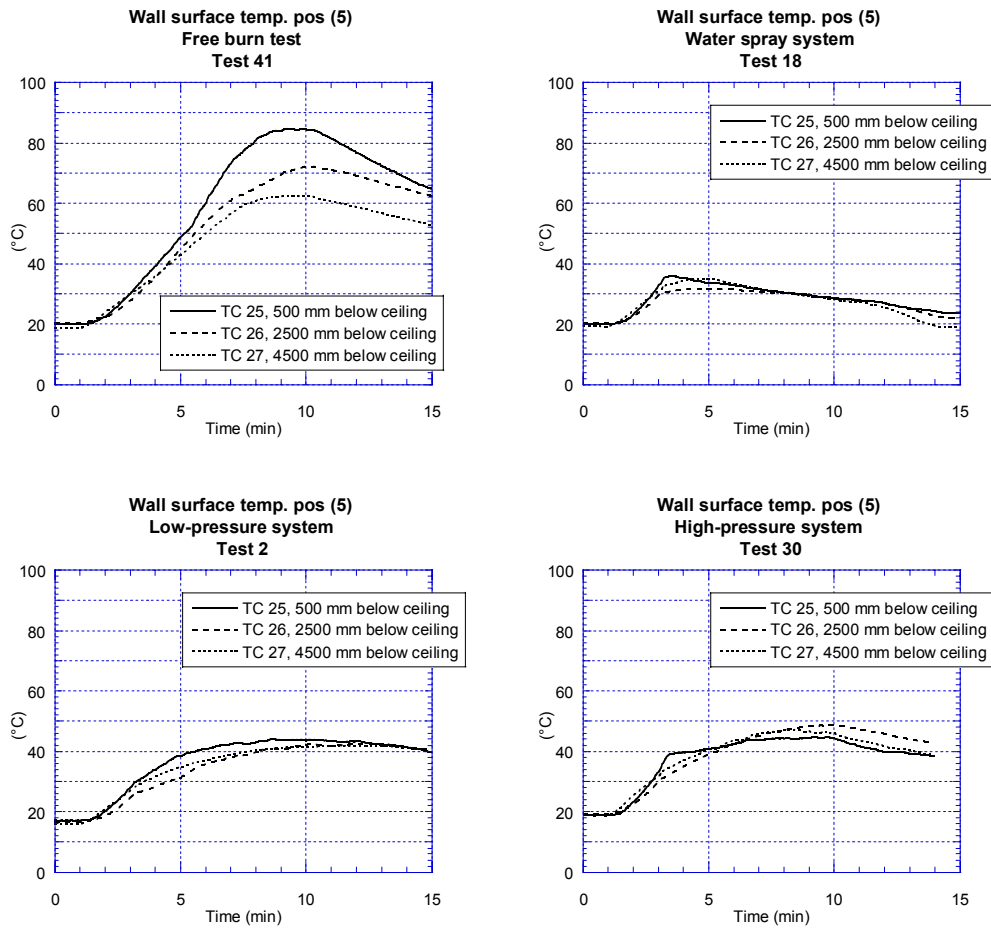 Wall surface temp. pos (5)
Free burn test
Test 41
100
80
60
40
20
0
(°C)
TC 25, 500 mm below ceiling
TC 26, 2500 mm below ceiling
TC 27, 4500 mm below ceiling
0
5
10
15
Time (min)
Wall surface temp. pos (5)
Water spray system
Test 18
100
80
60
40
20
0
(°C)
TC 25, 500 mm below ceiling
TC 26, 2500 mm below ceiling
TC 27, 4500 mm below ceiling
0
5
10
15
Time (min)
Wall surface temp. pos (5)
Low-pressure system
Test 2
100
80
60
40
20
0
(°C)
TC 25, 500 mm below ceiling
TC 26, 2500 mm below ceiling
TC 27, 4500 mm below ceiling
0
5
10
15
Time (min)
Wall surface temp. pos (5)
High-pressure system
Test 30
100
80
60
40
20
0
(°C)
TC 25, 500 mm below ceiling
TC 26, 2500 mm below ceiling
TC 27, 4500 mm below ceiling
0
5
10
15
Time (min)